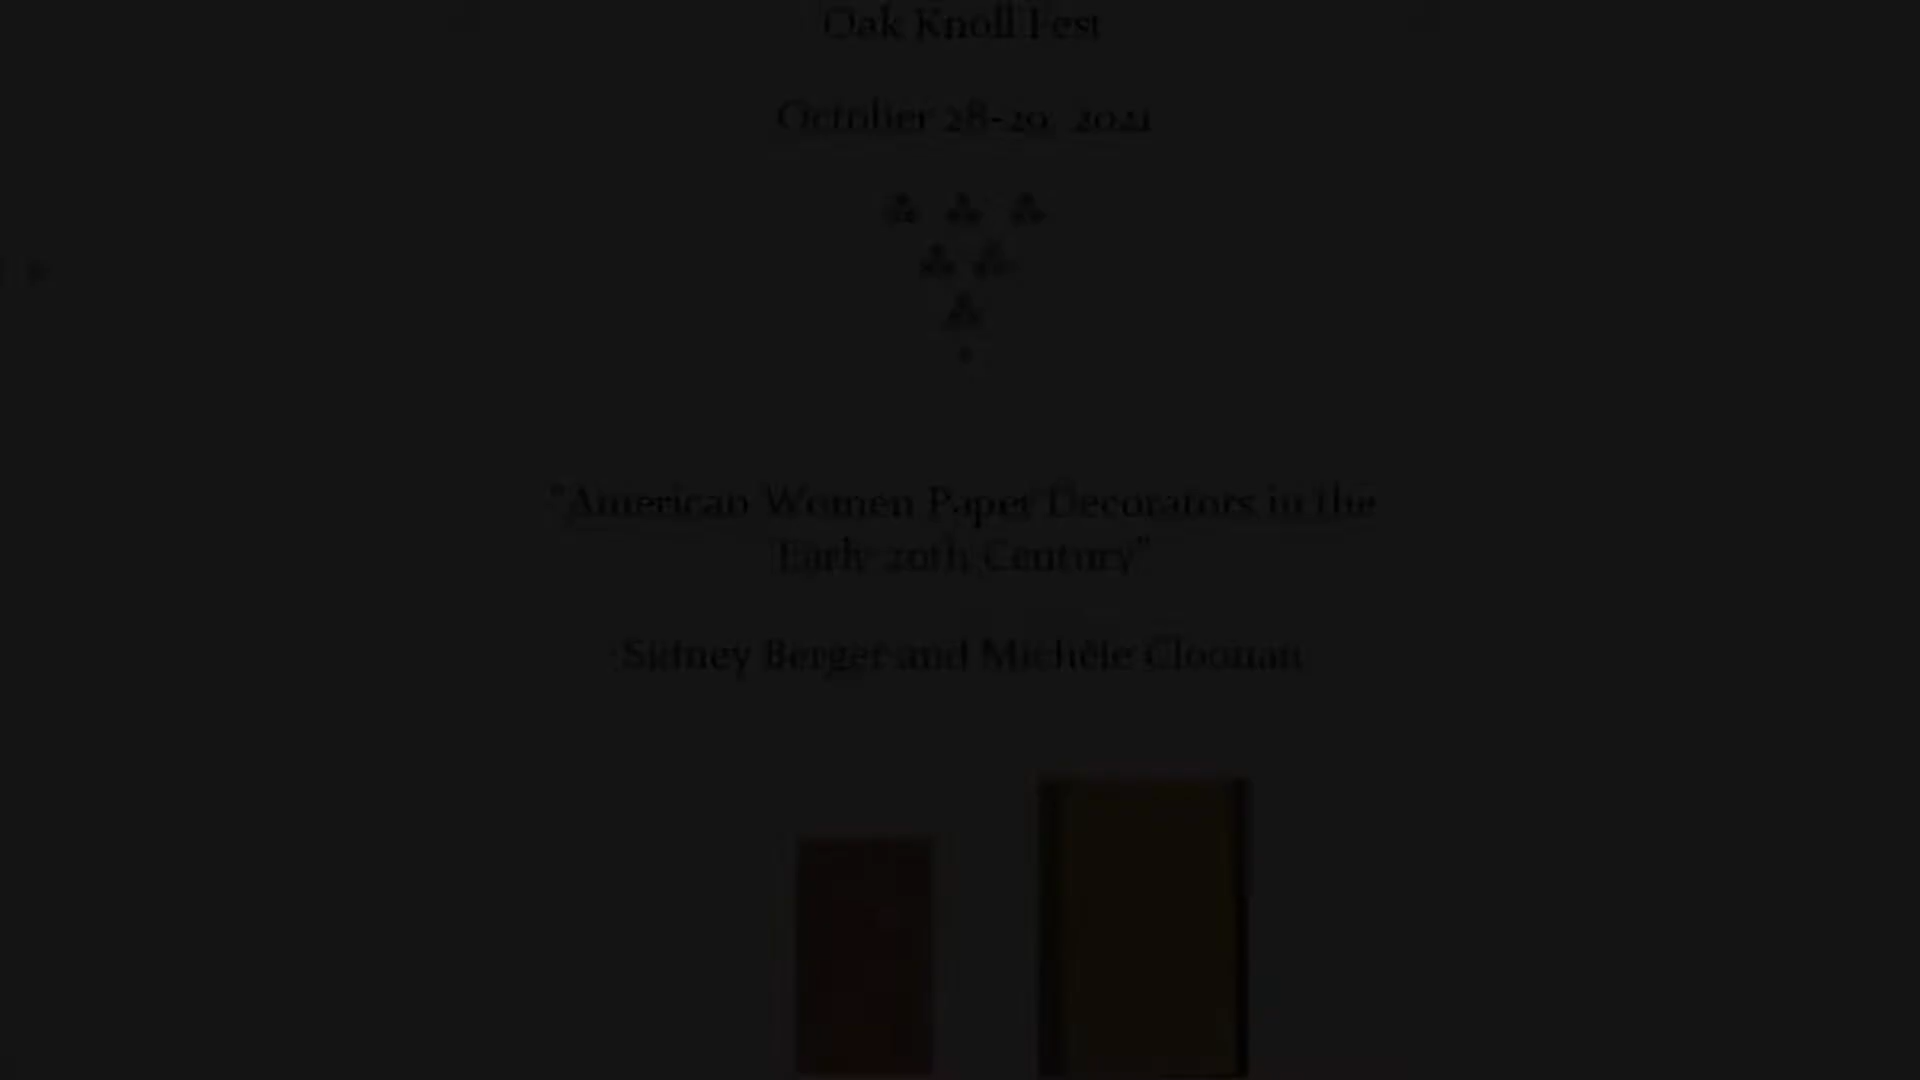 Oak Knoll Fest
October 28-29, 2021
"American Women Paper Decorators in the
Early 20th Century"
Sidney Berger and Michèle Cloonan